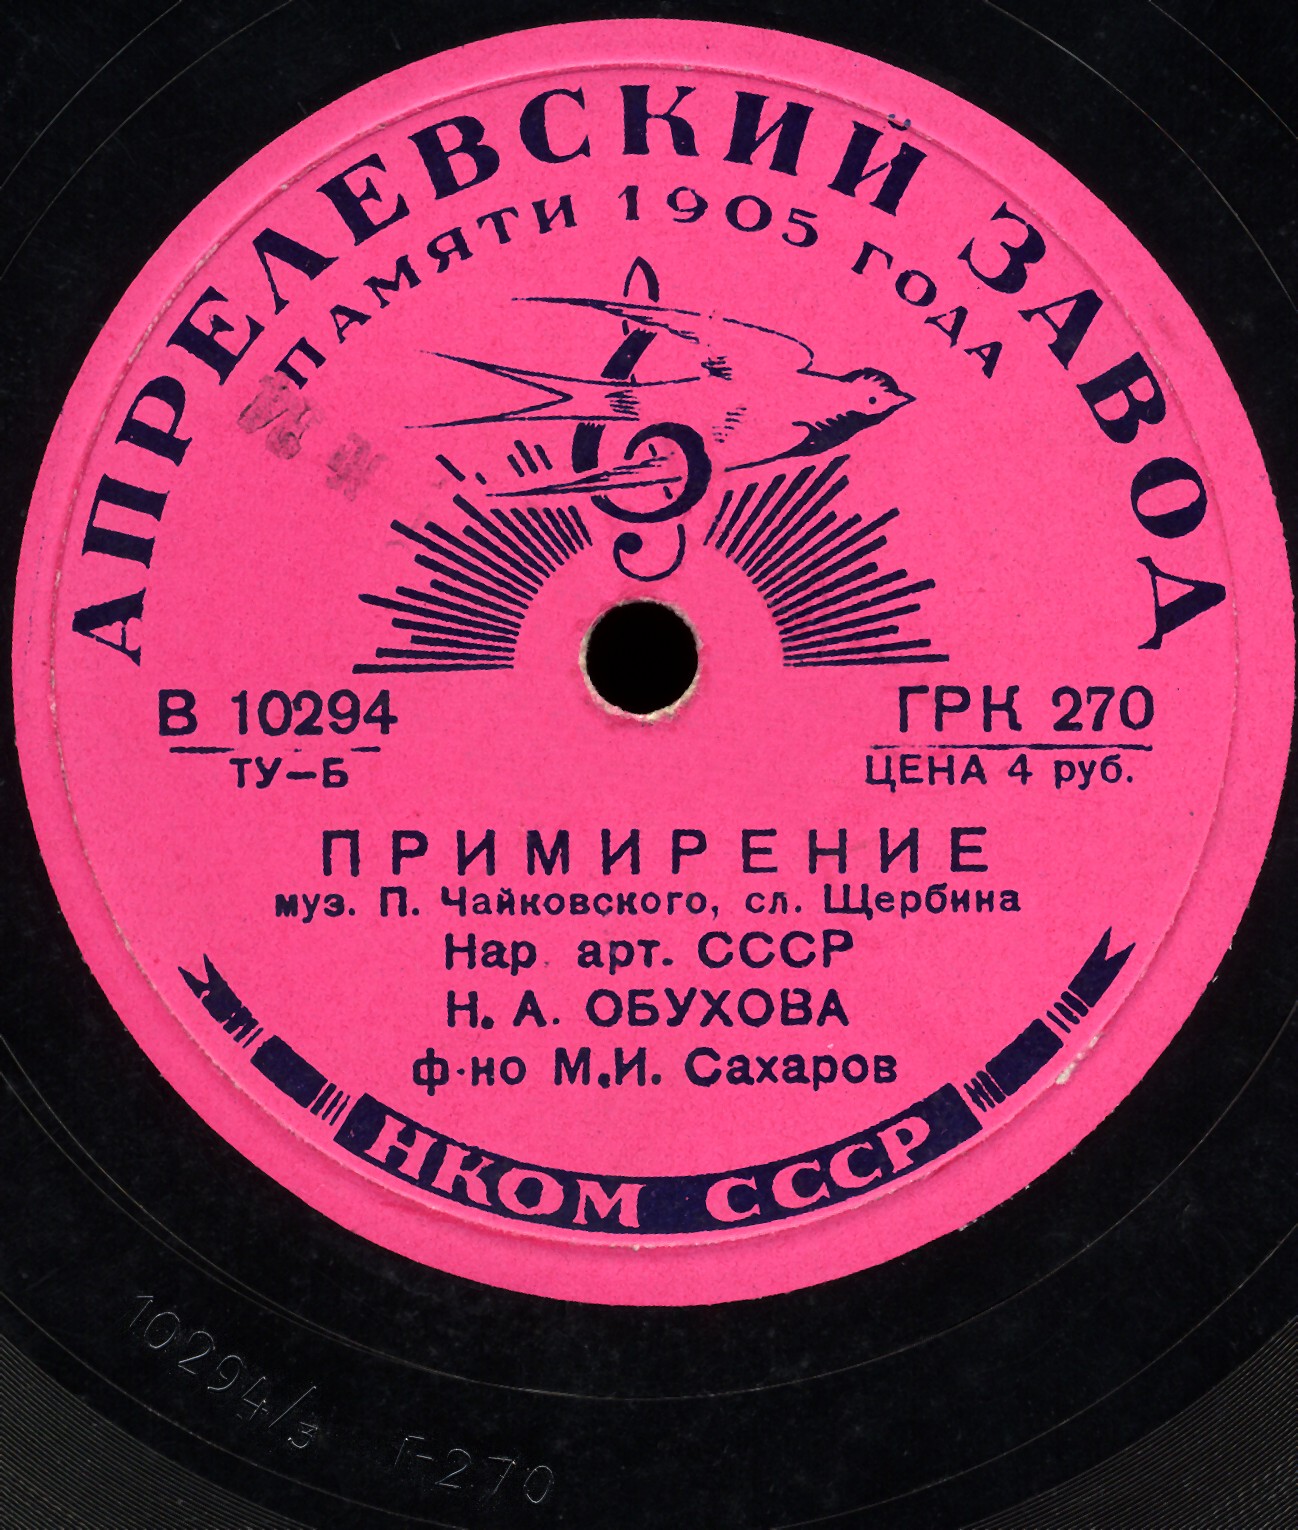 АПРЕЛЕВСКИЙ ЗАВОД
ПАМЯТИ 1905 ГОДА
В 10294
ТУ–Б
ГРК 270
ЦЕНА 4 руб.
ПРИМИРЕНИЕ
муз. П. Чайковского, сл. Щербина
Нар. арт. СССР
Н. А. ОБУХОВА
ф-но М.И. Сахаров
НКОМ СССР
10294/3 Г-270